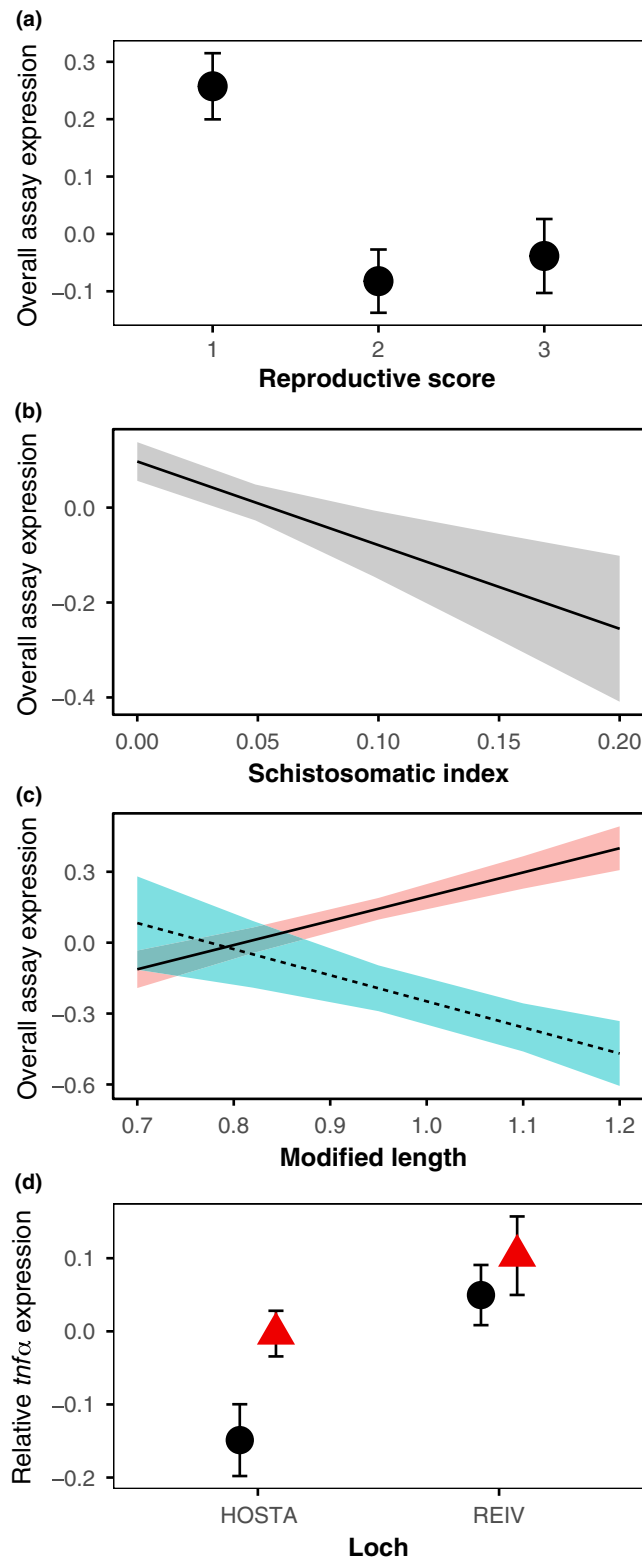 (a)
Overall assay expression
0.3
0.2
0.1
0.0
−0.1
1 2 3
Reproductive score
(b)
Overall assay expression
0.0
−0.2
−0.4
0.00 0.05 0.10 0.15 0.20
Schistosomatic index
(c)
Overall assay expression
0.3
0.0
−0.3
−0.6
0.7 0.8 0.9 1.0 1.1 1.2
Modified length
(d)
Relative tnfα expression
0.1
0.0
−0.1
−0.2
HOSTA REIV
Loch